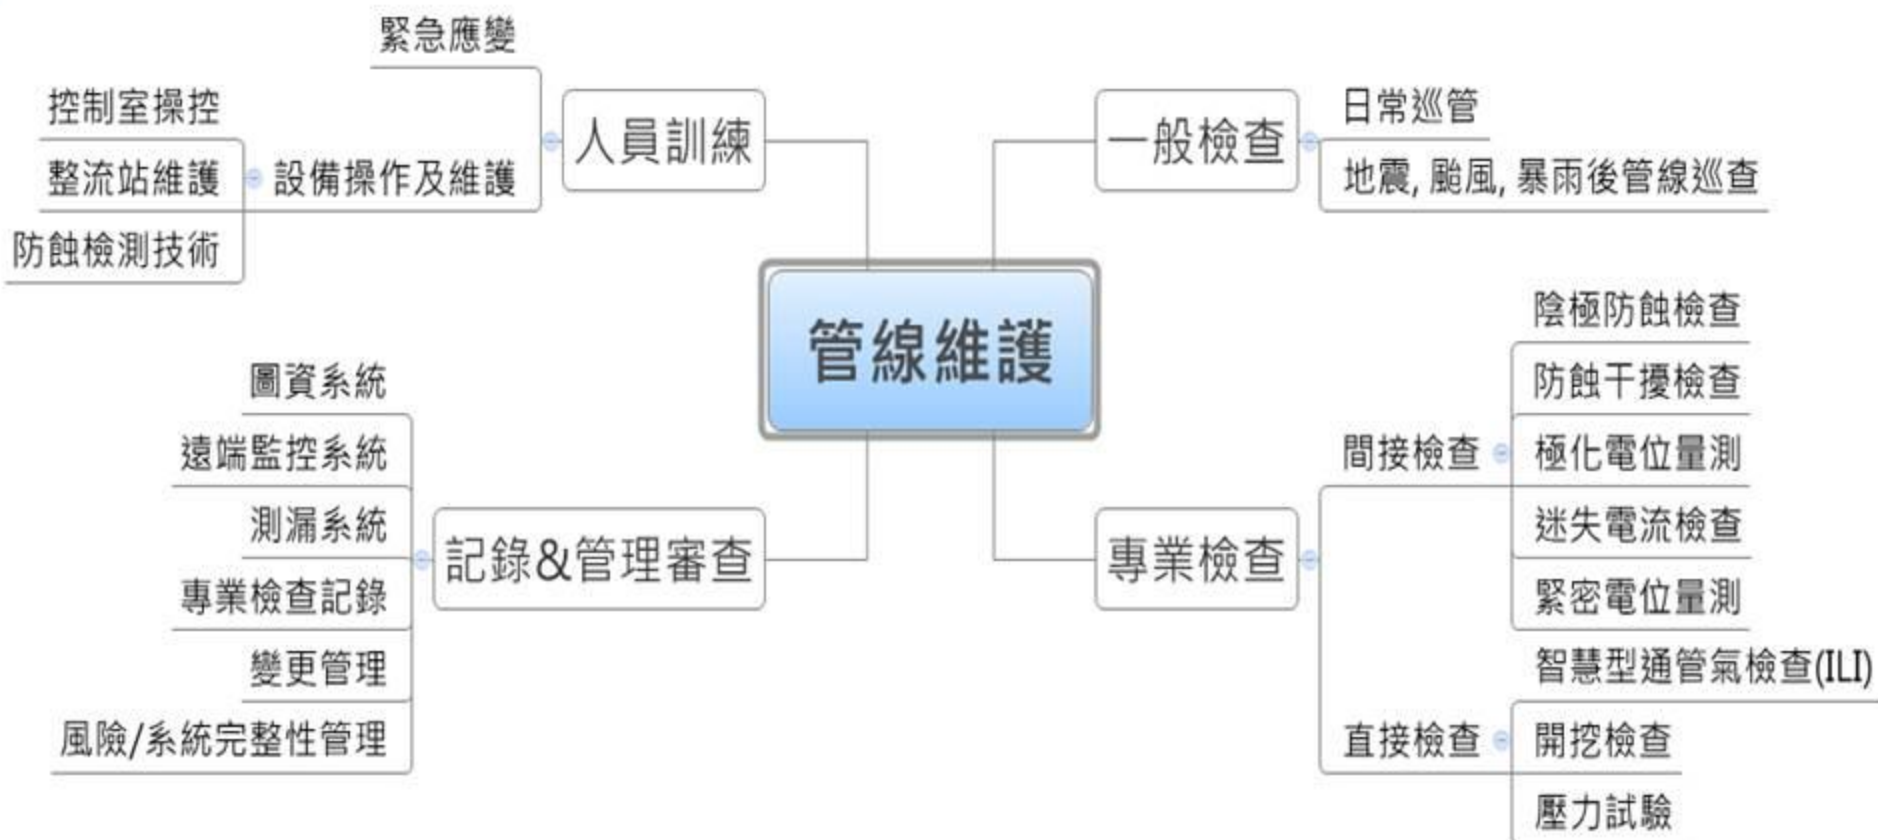 管線維護
人員訓練
緊急應變
設備操作及維護
控制室操控
整流站維護
防蝕檢測技術
一般檢查
日常巡管
地震, 颱風, 暴雨後管線巡查
記錄&管理審查
圖資系統
遠端監控系統
測漏系統
專業檢查記錄
變更管理
風險/系統完整性管理
專業檢查
間接檢查
陰極防蝕檢查
防蝕干擾檢查
極化電位量測
迷失電流檢查
緊密電位量測
直接檢查
智慧型通管氣檢查(ILI)
開挖檢查
壓力試驗